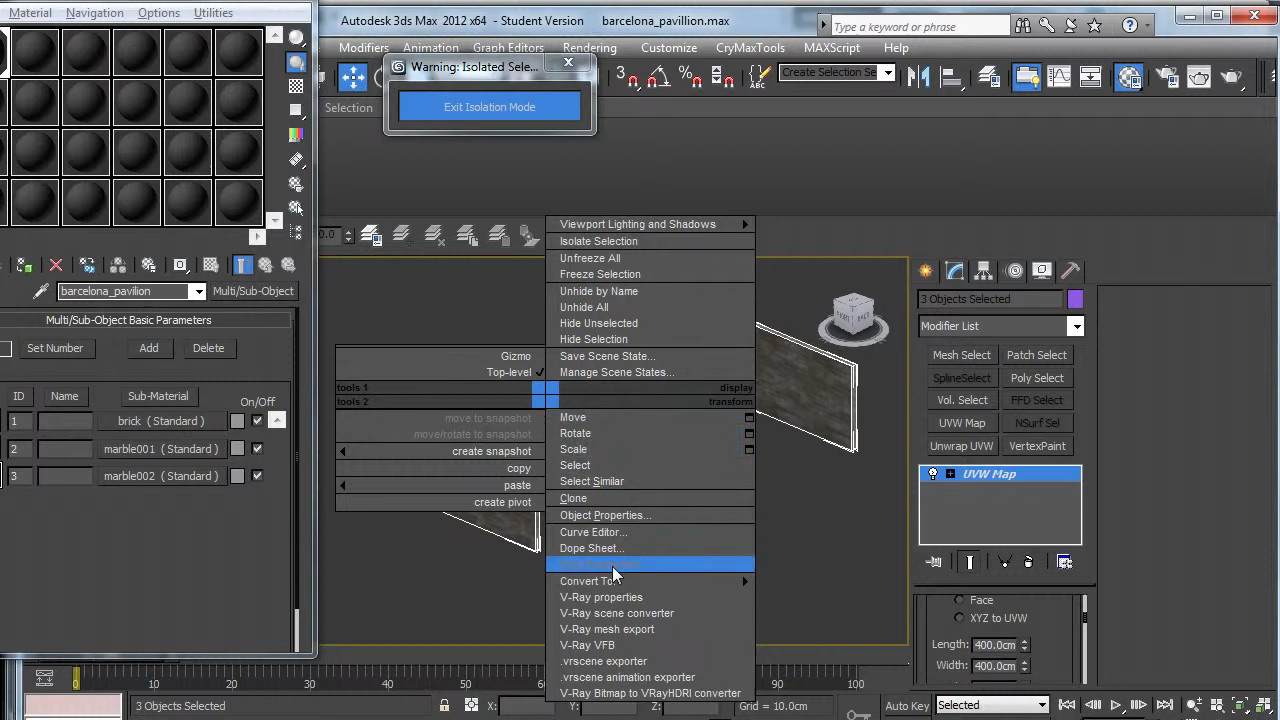 Autodesk 3ds Max 2012 x64 - Student Version barcelona_pavillion.max
Type a keyword or phrase
Material Navigation Options Utilities
Modifiers Animation Graph Editors Rendering Customize CryMaxTools MAXScript Help
Warning: Isolated Sele...
Exit Isolation Mode
Create Selection Se
Selection
0.0
barcelona_pavilion Multi/Sub-Object
Multi/Sub-Object Basic Parameters
Set Number Add Delete
ID Name Sub-Material On/Off
1 brick ( Standard )
2 marble001 ( Standard )
3 marble002 ( Standard )
Gizmo
Top-level
tools 1
tools 2
move to snapshot
move/rotate to snapshot
create snapshot
copy
paste
create pivot
Viewport Lighting and Shadows
Isolate Selection
Unfreeze All
Freeze Selection
Unhide by Name
Unhide All
Hide Unselected
Hide Selection
Save Scene State...
Manage Scene States...
display
transform
Move
Rotate
Scale
Select
Select Similar
Clone
Object Properties...
Curve Editor...
Dope Sheet...
Convert To:
V-Ray properties
V-Ray scene converter
V-Ray mesh export
V-Ray VFB
.vrscene exporter
.vrscene animation exporter
V-Ray Bitmap to VRayHDRI converter
3 Objects Selected
Modifier List
Mesh Select Patch Select
SplineSelect Poly Select
Vol. Select FFD Select
UVW Map NSurf Sel
Unwrap UVW VertexPaint
UVW Map
Face
XYZ to UVW
Length: 400.0cm
Width: 400.0cm
0 10 20 30 40 50 60 70 80 90 100
3 Objects Selected X: Y: Z: Grid = 10.0cm Auto Key Selected